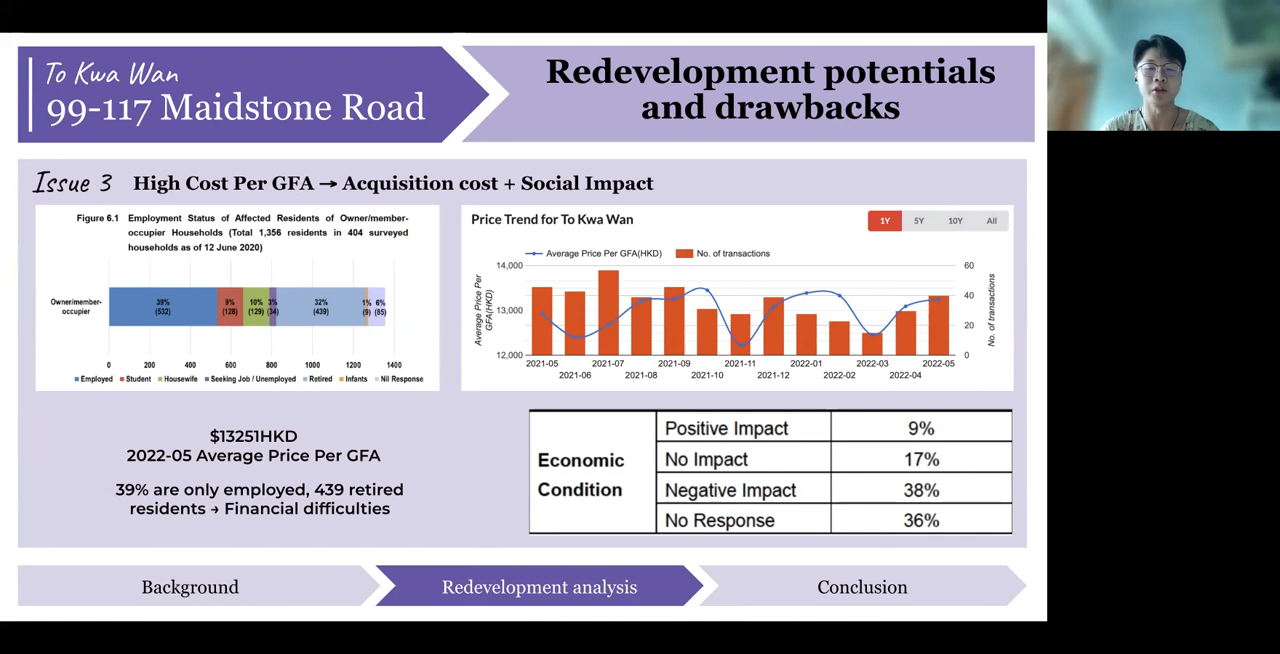 To Kwa Wan
99-117 Maidstone Road
Redevelopment potentials
and drawbacks
Issue 3 High Cost Per GFA → Acquisition cost + Social Impact
Figure 6.1 Employment Status of Affected Residents of Owner/member-
occupier Households (Total 1,356 residents in 404 surveyed
households as of 12 June 2020)
Owner/member-
occupier
39%
(532)
9%
(128)
10%
(129)
3%
(34)
32%
(439)
1%
(9)
6%
(85)
0 200 400 600 800 1000 1200 1400
Employed Student Housewife Seeking Job / Unemployed Retired Infants Nil Response
Price Trend for To Kwa Wan
1Y 5Y 10Y All
Average Price Per GFA(HKD) No. of transactions
Average Price Per
GFA(HKD)
14,000
13,000
12,000
60
40
20
0
No. of transactions
2021-05 2021-07 2021-09 2021-11 2022-01 2022-03 2022-05
2021-06 2021-08 2021-10 2021-12 2022-02 2022-04
$13251HKD
2022-05 Average Price Per GFA
39% are only employed, 439 retired
residents → Financial difficulties
Economic
Condition
Positive Impact 9%
No Impact 17%
Negative Impact 38%
No Response 36%
Background Redevelopment analysis Conclusion